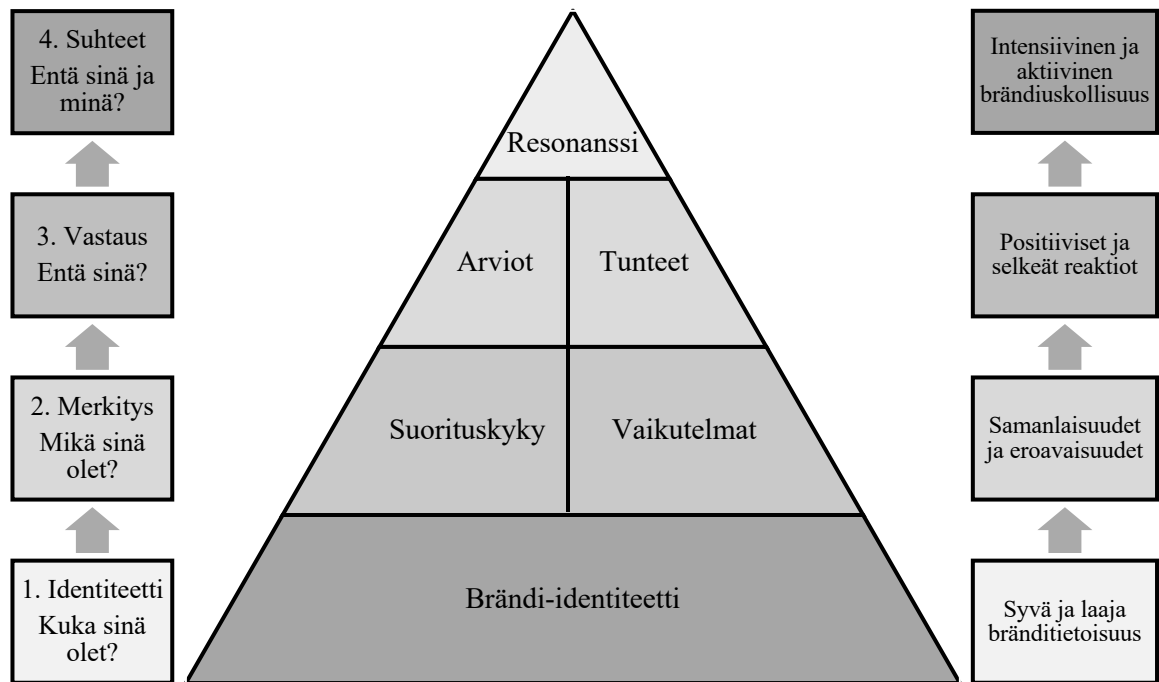 4. Suhteet
Entä sinä ja
minä?
3. Vastaus
Entä sinä?
2. Merkitys
Mikä sinä
olet?
1. Identiteetti
Kuka sinä
olet?
Resonanssi
Arviot
Tunteet
Suorituskyky
Vaikutelmat
Brändi-identiteetti
Intensiivinen ja
aktiivinen
brändiuskollisuus
Positiiviset ja
selkeät reaktiot
Samanlaisuudet
ja eroavaisuudet
Syvä ja laaja
bränditietoisuus